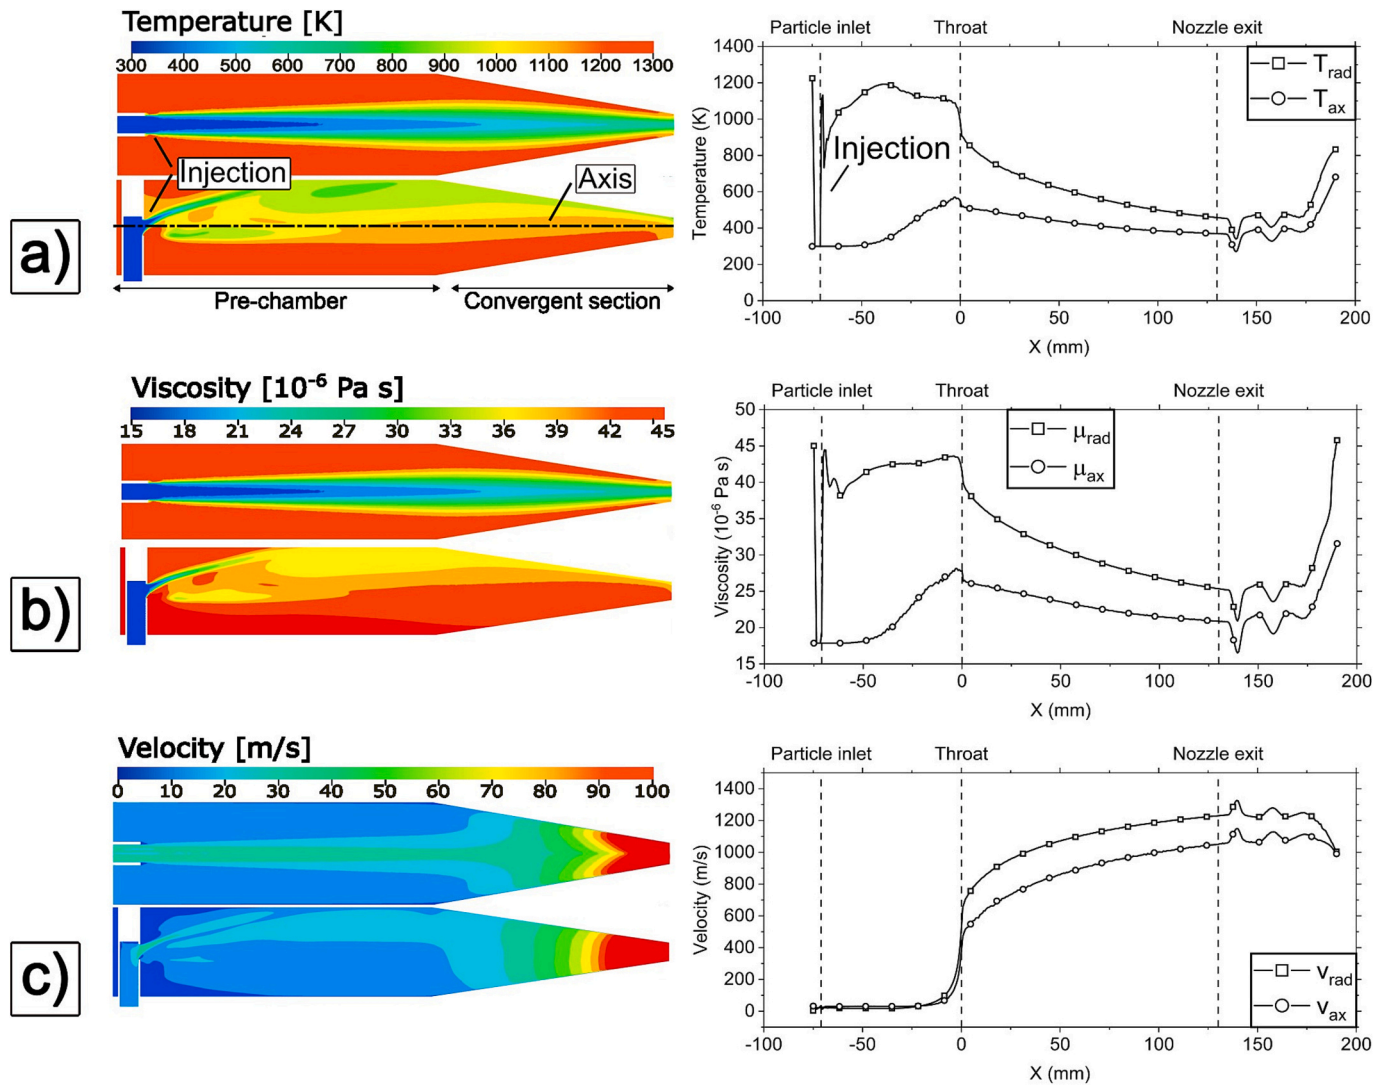 Temperature [K]
300 400 500 600 700 800 900 1000 1100 1200 1300
Injection
Axis
a)
Pre-chamber
Convergent section
Particle inlet Throat Nozzle exit
1400
1200
1000
800
600
400
200
0
Temperature (K)
Injection
T_rad
T_ax
-100 -50 0 50 100 150 200
X (mm)
Viscosity [10^-6 Pa s]
15 18 21 24 27 30 33 36 39 42 45
b)
Particle inlet Throat Nozzle exit
50
45
40
35
30
25
20
15
Viscosity (10^-6 Pa s)
μ_rad
μ_ax
-100 -50 0 50 100 150 200
X (mm)
Velocity [m/s]
0 10 20 30 40 50 60 70 80 90 100
c)
Particle inlet Throat Nozzle exit
1400
1200
1000
800
600
400
200
0
Velocity (m/s)
v_rad
v_ax
-100 -50 0 50 100 150 200
X (mm)